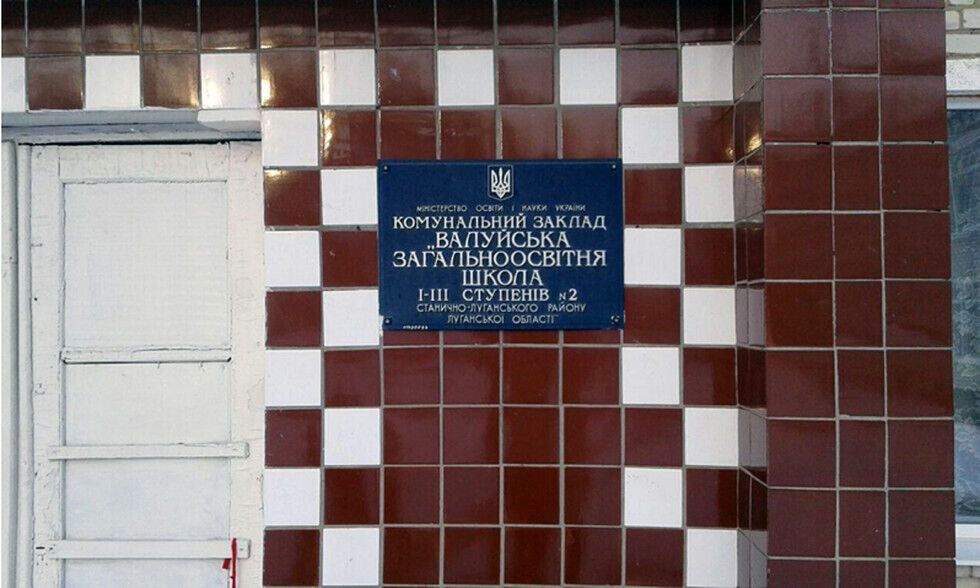 МІНІСТЕРСТВО ОСВІТИ І НАУКИ УКРАЇНИ
КОМУНАЛЬНИЙ ЗАКЛАД
„ВАЛУЙСЬКА
ЗАГАЛЬНООСВІТНЯ
ШКОЛА
І-ІІІ СТУПЕНІВ №2
СТАНИЧНО-ЛУГАНСЬКОГО РАЙОНУ
ЛУГАНСЬКОЇ ОБЛАСТІ"